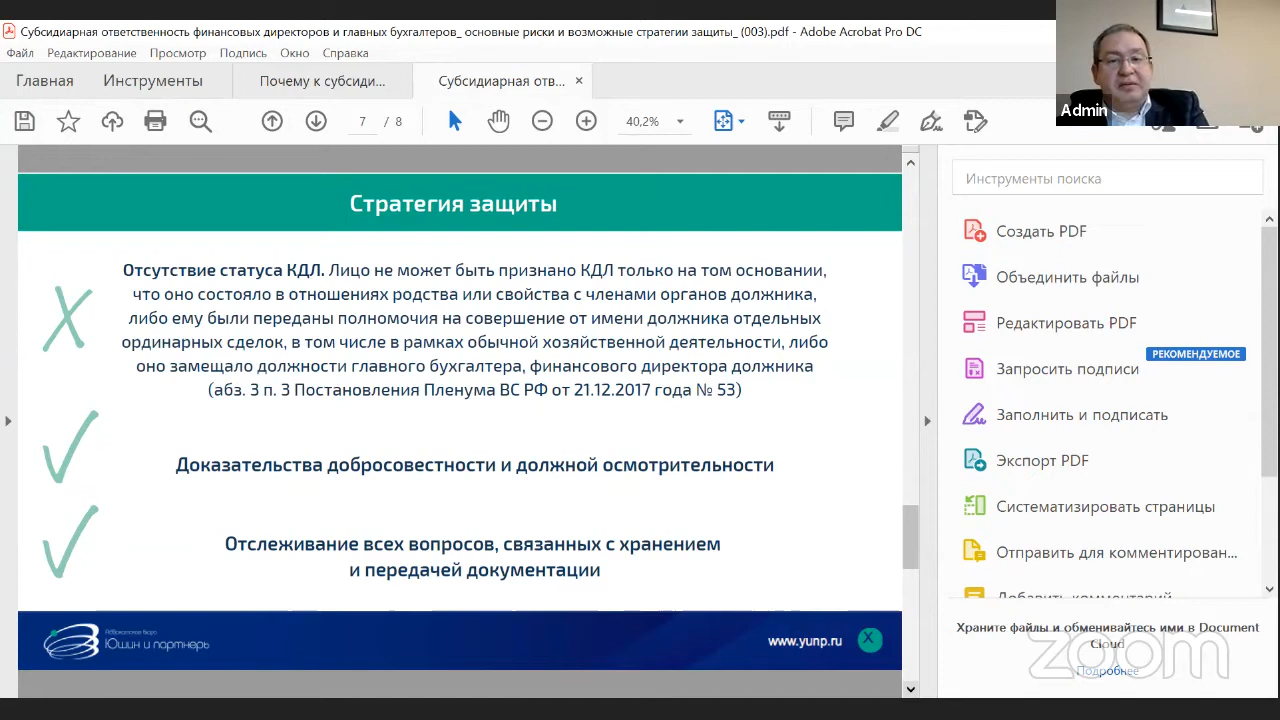 Субсидиарная ответственность финансовых директоров и главных бухгалтеров_ основные риски и возможные стратегии защиты_ (003).pdf - Adobe Acrobat Pro DC
Файл Редактирование Просмотр Подпись Окно Справка
Главная Инструменты Почему к субсиди... Субсидиарная отв... ×
7 / 8 40,2%
Admin
Стратегия защиты
Отсутствие статуса КДЛ. Лицо не может быть признано КДЛ только на том основании,
что оно состояло в отношениях родства или свойства с членами органов должника,
либо ему были переданы полномочия на совершение от имени должника отдельных
ординарных сделок, в том числе в рамках обычной хозяйственной деятельности, либо
оно замещало должности главного бухгалтера, финансового директора должника
(абз. 3 п. 3 Постановления Пленума ВС РФ от 21.12.2017 года № 53)
Доказательства добросовестности и должной осмотрительности
Отслеживание всех вопросов, связанных с хранением
и передачей документации
Адвокатское бюро
Юшин и партнеры
www.yunp.ru
X
Инструменты поиска
Создать PDF
Объединить файлы
Редактировать PDF
РЕКОМЕНДУЕМОЕ
Запросить подписи
Заполнить и подписать
Экспорт PDF
Систематизировать страницы
Отправить для комментирован...
Добавить комментарий
Храните файлы и обменивайтесь ими в Document
Cloud
Подробнее
zoom